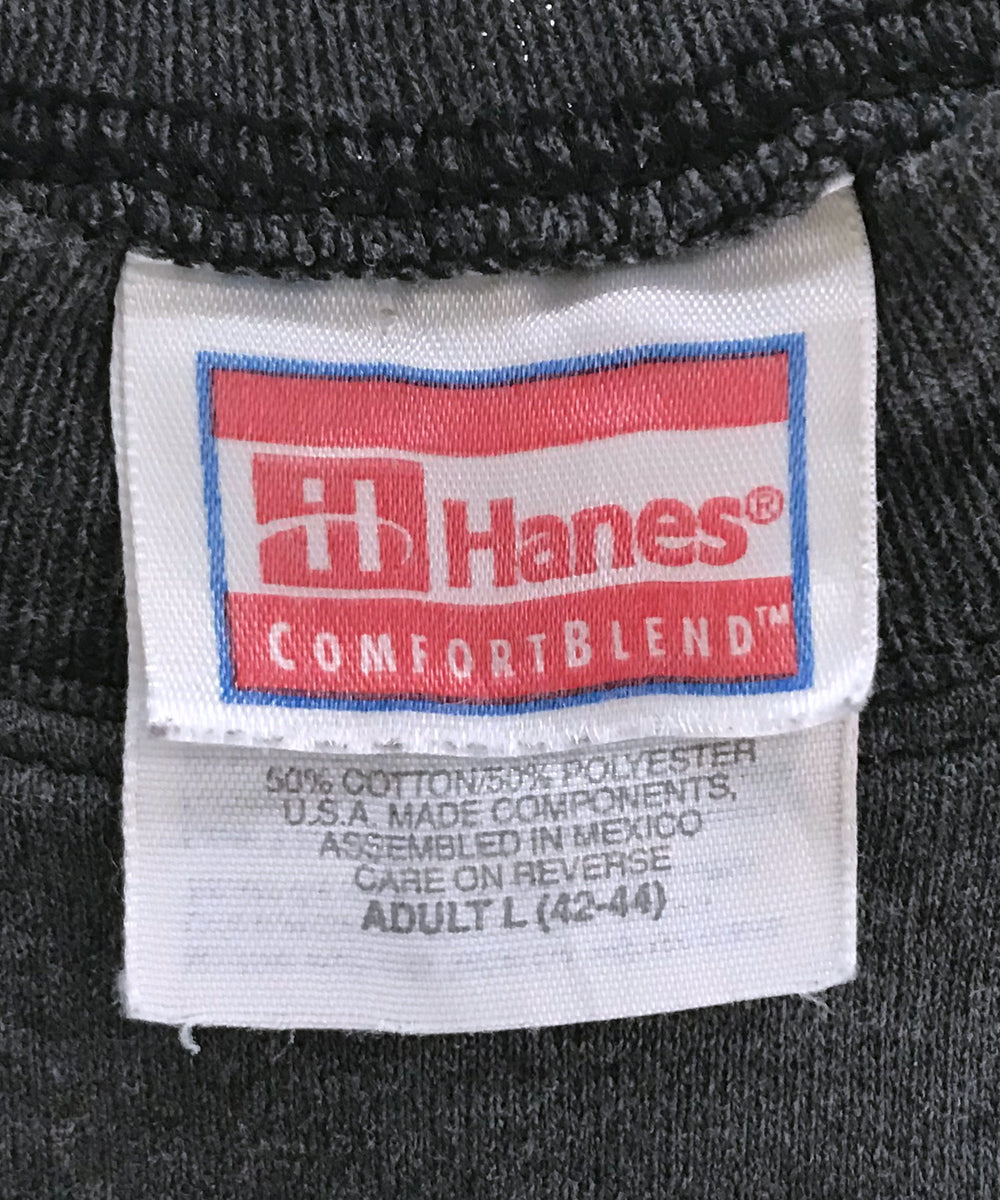 Hanes®
COMFORTBLEND™
50% COTTON/50% POLYESTER
U.S.A. MADE COMPONENTS,
ASSEMBLED IN MEXICO
CARE ON REVERSE
ADULT L (42-44)